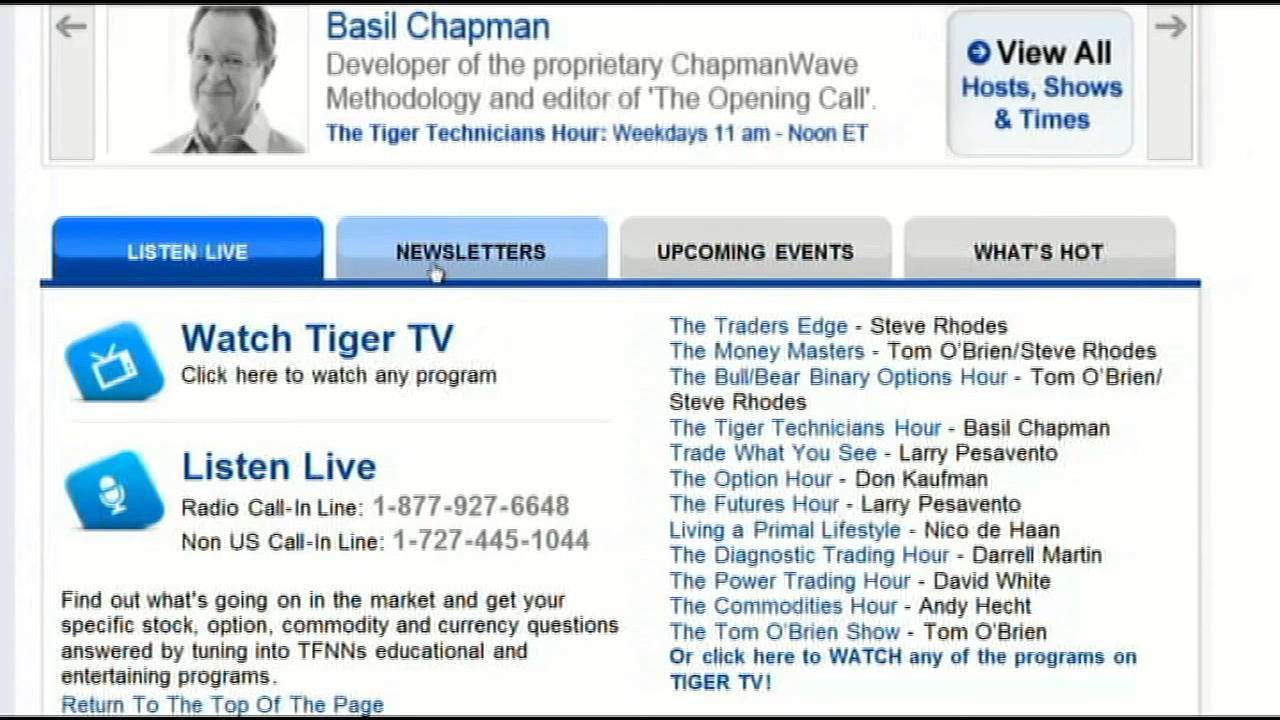 Basil Chapman
Developer of the proprietary ChapmanWave
Methodology and editor of 'The Opening Call'.
The Tiger Technicians Hour: Weekdays 11 am - Noon ET
View All
Hosts, Shows
& Times
LISTEN LIVE
NEWSLETTERS
UPCOMING EVENTS
WHAT'S HOT
Watch Tiger TV
Click here to watch any program
Listen Live
Radio Call-In Line: 1-877-927-6648
Non US Call-In Line: 1-727-445-1044
Find out what's going on in the market and get your
specific stock, option, commodity and currency questions
answered by tuning into TFNNs educational and
entertaining programs.
Return To The Top Of The Page
The Traders Edge - Steve Rhodes
The Money Masters - Tom O'Brien/Steve Rhodes
The Bull/Bear Binary Options Hour - Tom O'Brien/
Steve Rhodes
The Tiger Technicians Hour - Basil Chapman
Trade What You See - Larry Pesavento
The Option Hour - Don Kaufman
The Futures Hour - Larry Pesavento
Living a Primal Lifestyle - Nico de Haan
The Diagnostic Trading Hour - Darrell Martin
The Power Trading Hour - David White
The Commodities Hour - Andy Hecht
The Tom O'Brien Show - Tom O'Brien
Or click here to WATCH any of the programs on
TIGER TV!